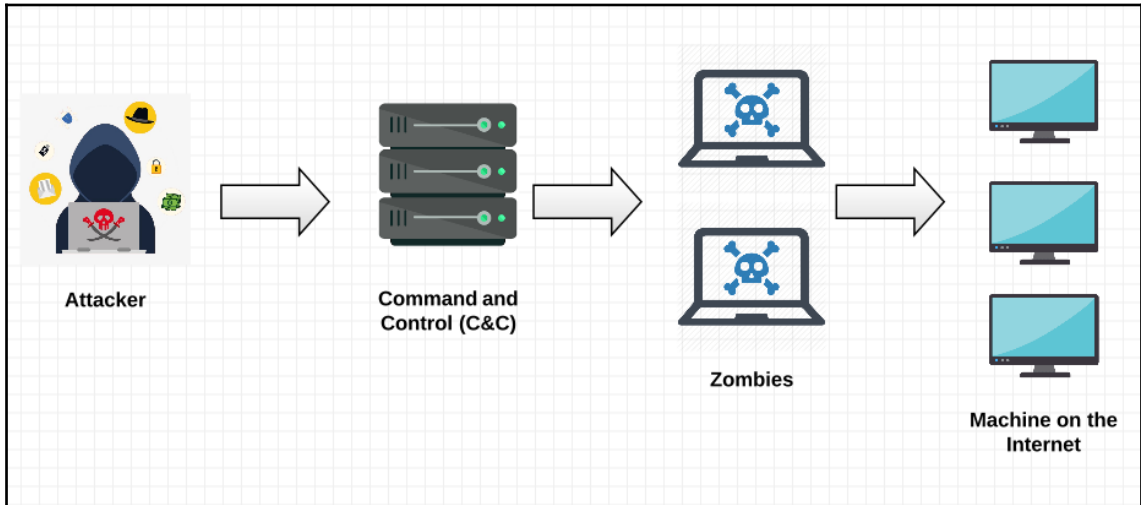 Attacker
Command and
Control (C&C)
Zombies
Machine on the
Internet